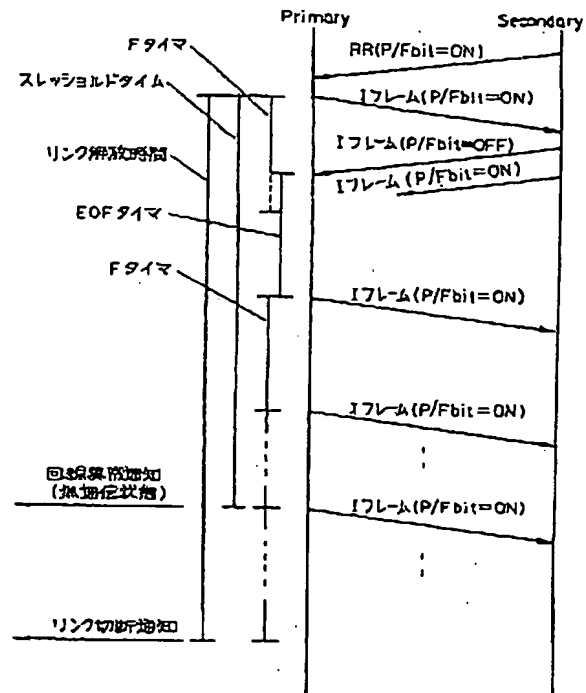 Primary
Secondary
Fタイマ
RR(P/Fbit=ON)
スレッショルドタイム
Iフレーム(P/Fbit=ON)
リンク解放時間
Iフレーム(P/Fbit=OFF)
Iフレーム(P/Fbit=ON)
EOFタイマ
Fタイマ
Iフレーム(P/Fbit=ON)
Iフレーム(P/Fbit=ON)
回線異常通知
Iフレーム(P/Fbit=ON)
リンク切断通知